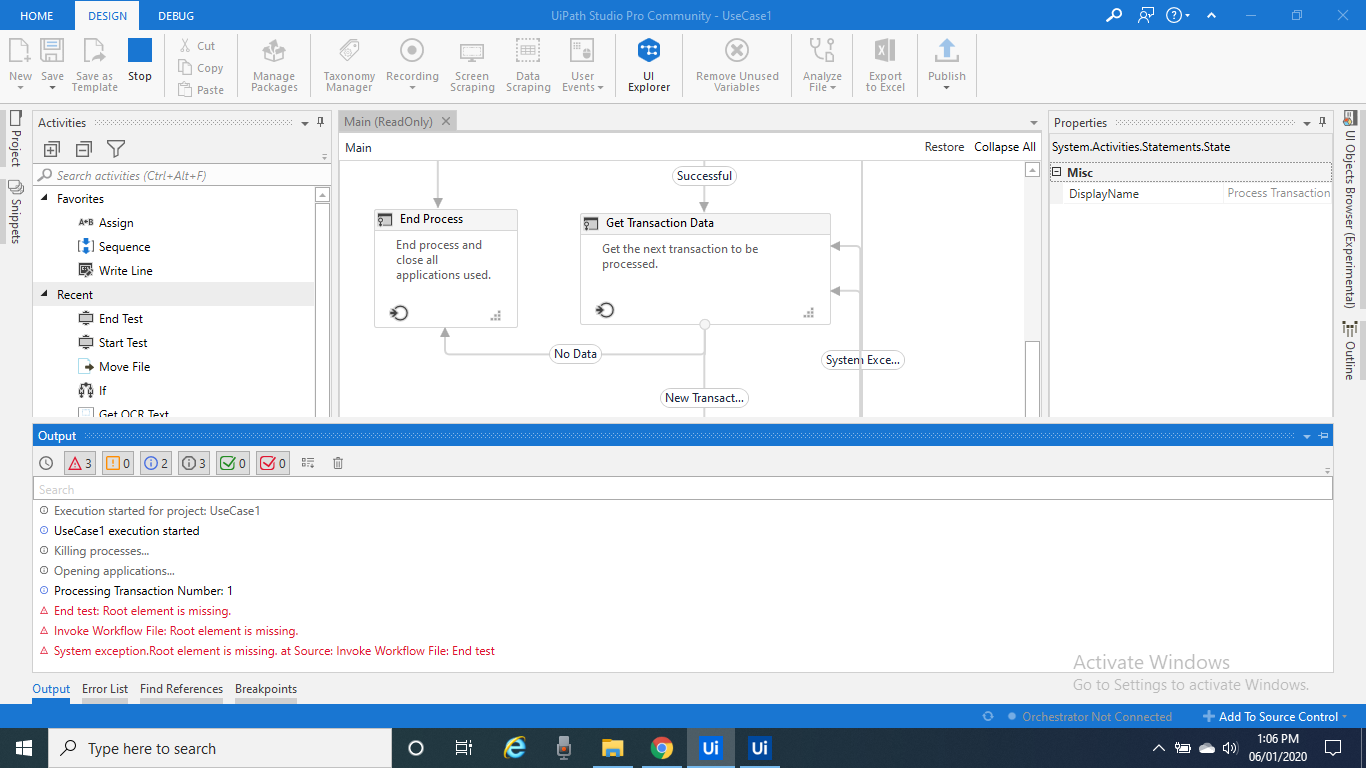 HOME DESIGN DEBUG
UiPath Studio Pro Community - UseCase1
New Save Save as Template Stop
Cut
Copy
Paste
Manage Packages
Taxonomy Manager
Recording
Screen Scraping
Data Scraping
User Events
UI Explorer
Remove Unused Variables
Analyze File
Export to Excel
Publish
Project
Snippets
Activities
Search activities (Ctrl+Alt+F)
Favorites
Assign
Sequence
Write Line
Recent
End Test
Start Test
Move File
If
Get OCR Text
Main (ReadOnly)
Main
Restore Collapse All
Successful
End Process
End process and
close all
applications used.
Get Transaction Data
Get the next transaction to be
processed.
No Data
System Exce...
New Transact...
Properties
System.Activities.Statements.State
Misc
DisplayName Process Transaction
UI Objects Browser (Experimental)
Outline
Output
3 0 2 3 0 0
Search
Execution started for project: UseCase1
UseCase1 execution started
Killing processes...
Opening applications...
Processing Transaction Number: 1
End test: Root element is missing.
Invoke Workflow File: Root element is missing.
System exception.Root element is missing. at Source: Invoke Workflow File: End test
Activate Windows
Go to Settings to activate Windows.
Output Error List Find References Breakpoints
Orchestrator Not Connected
Add To Source Control
Type here to search
Ui
Ui
1:06 PM
06/01/2020